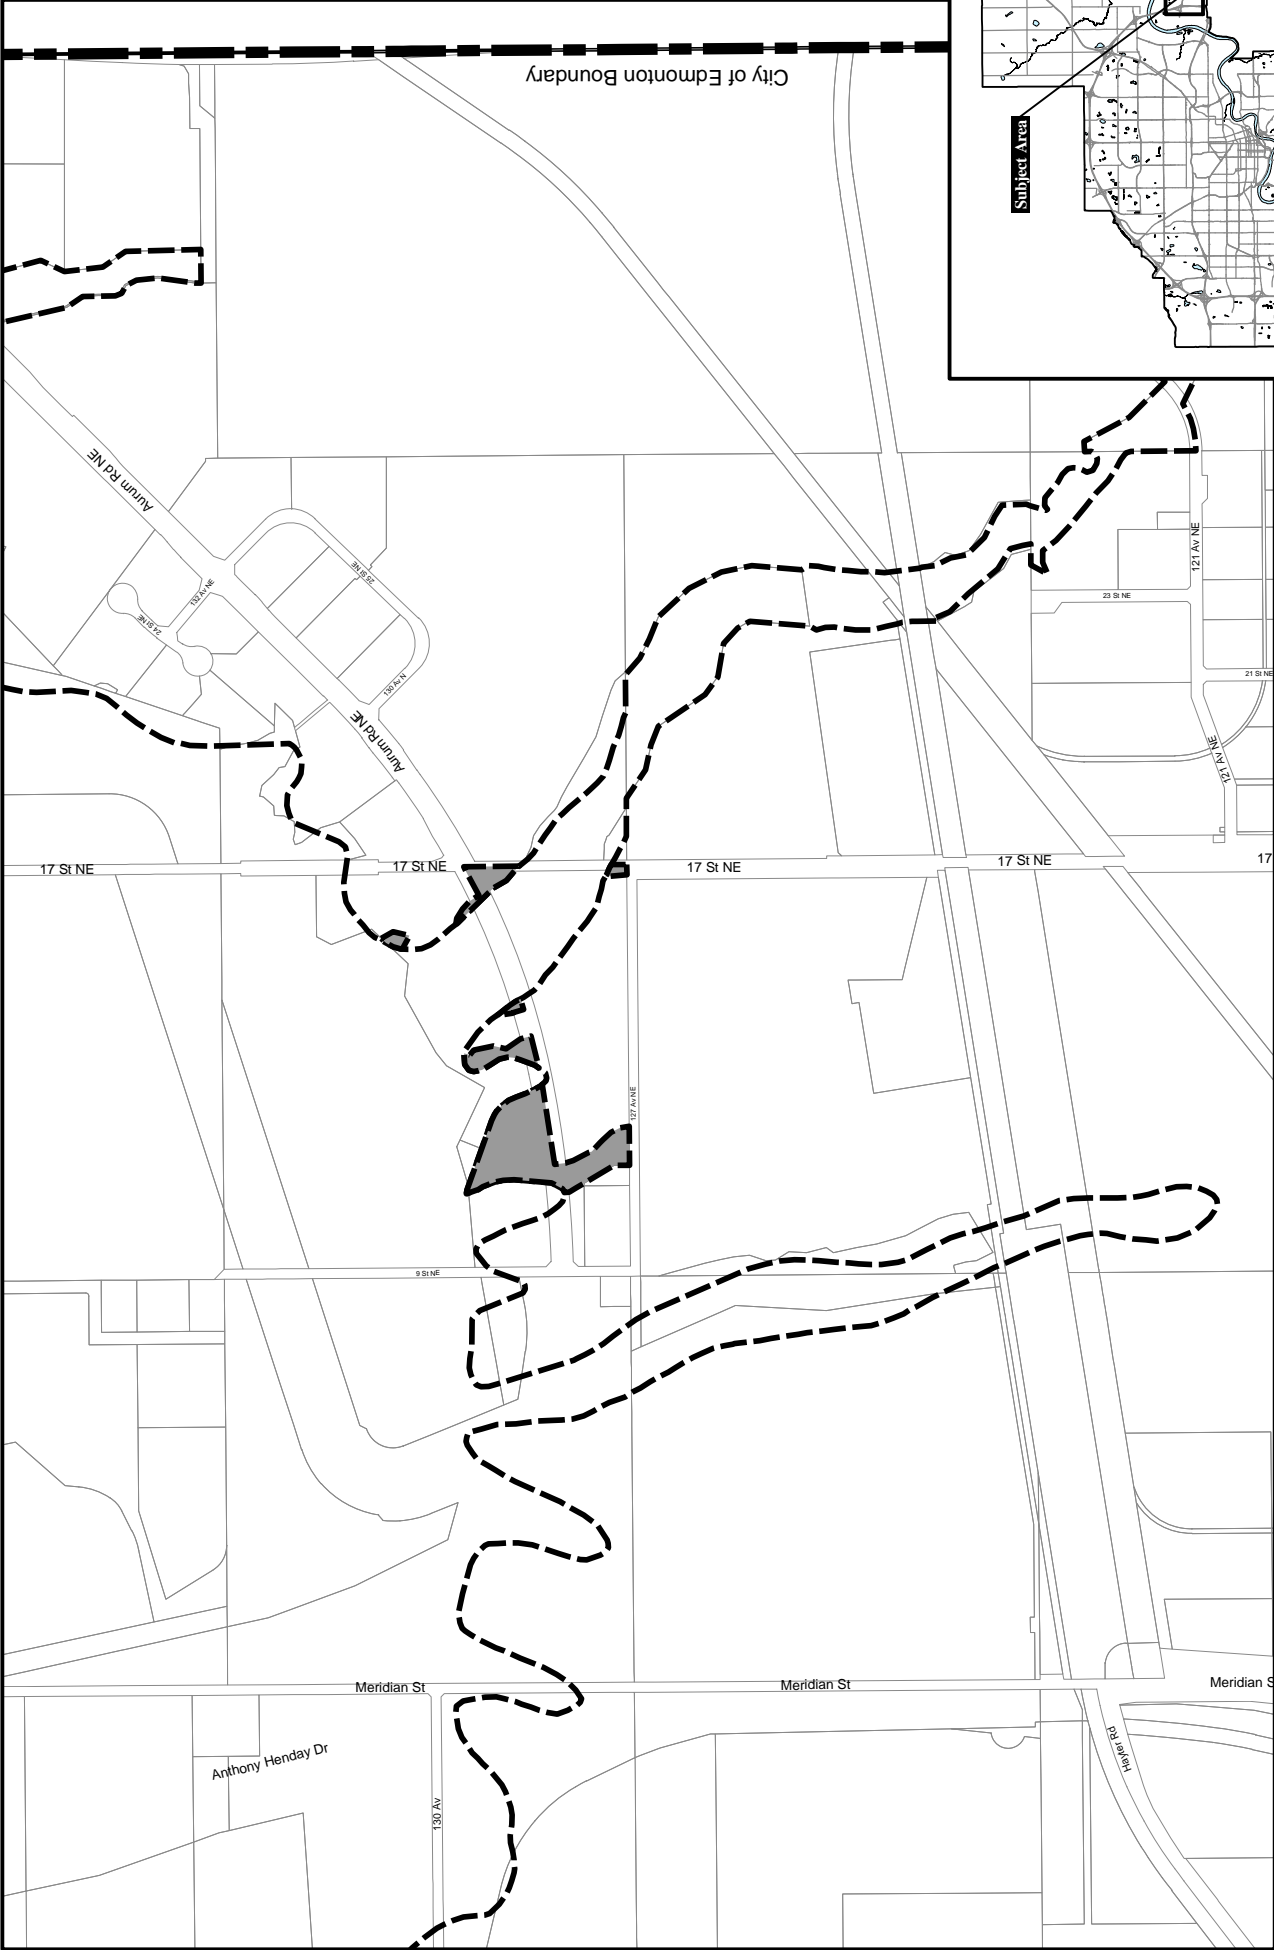 City of Edmonton Boundary
Subject Area
Aurum Rd NE
132 Av NE
25 St NE
24 St NE
130 Av N
Aurum Rd NE
121 Av NE
23 St NE
21 St NE
121 Av NE
17 St NE
17 St NE
17 St NE
17 St NE
17
127 Av NE
9 St NE
Meridian St
Meridian St
Meridian S
Anthony Henday Dr
130 Av
Hayter Rd